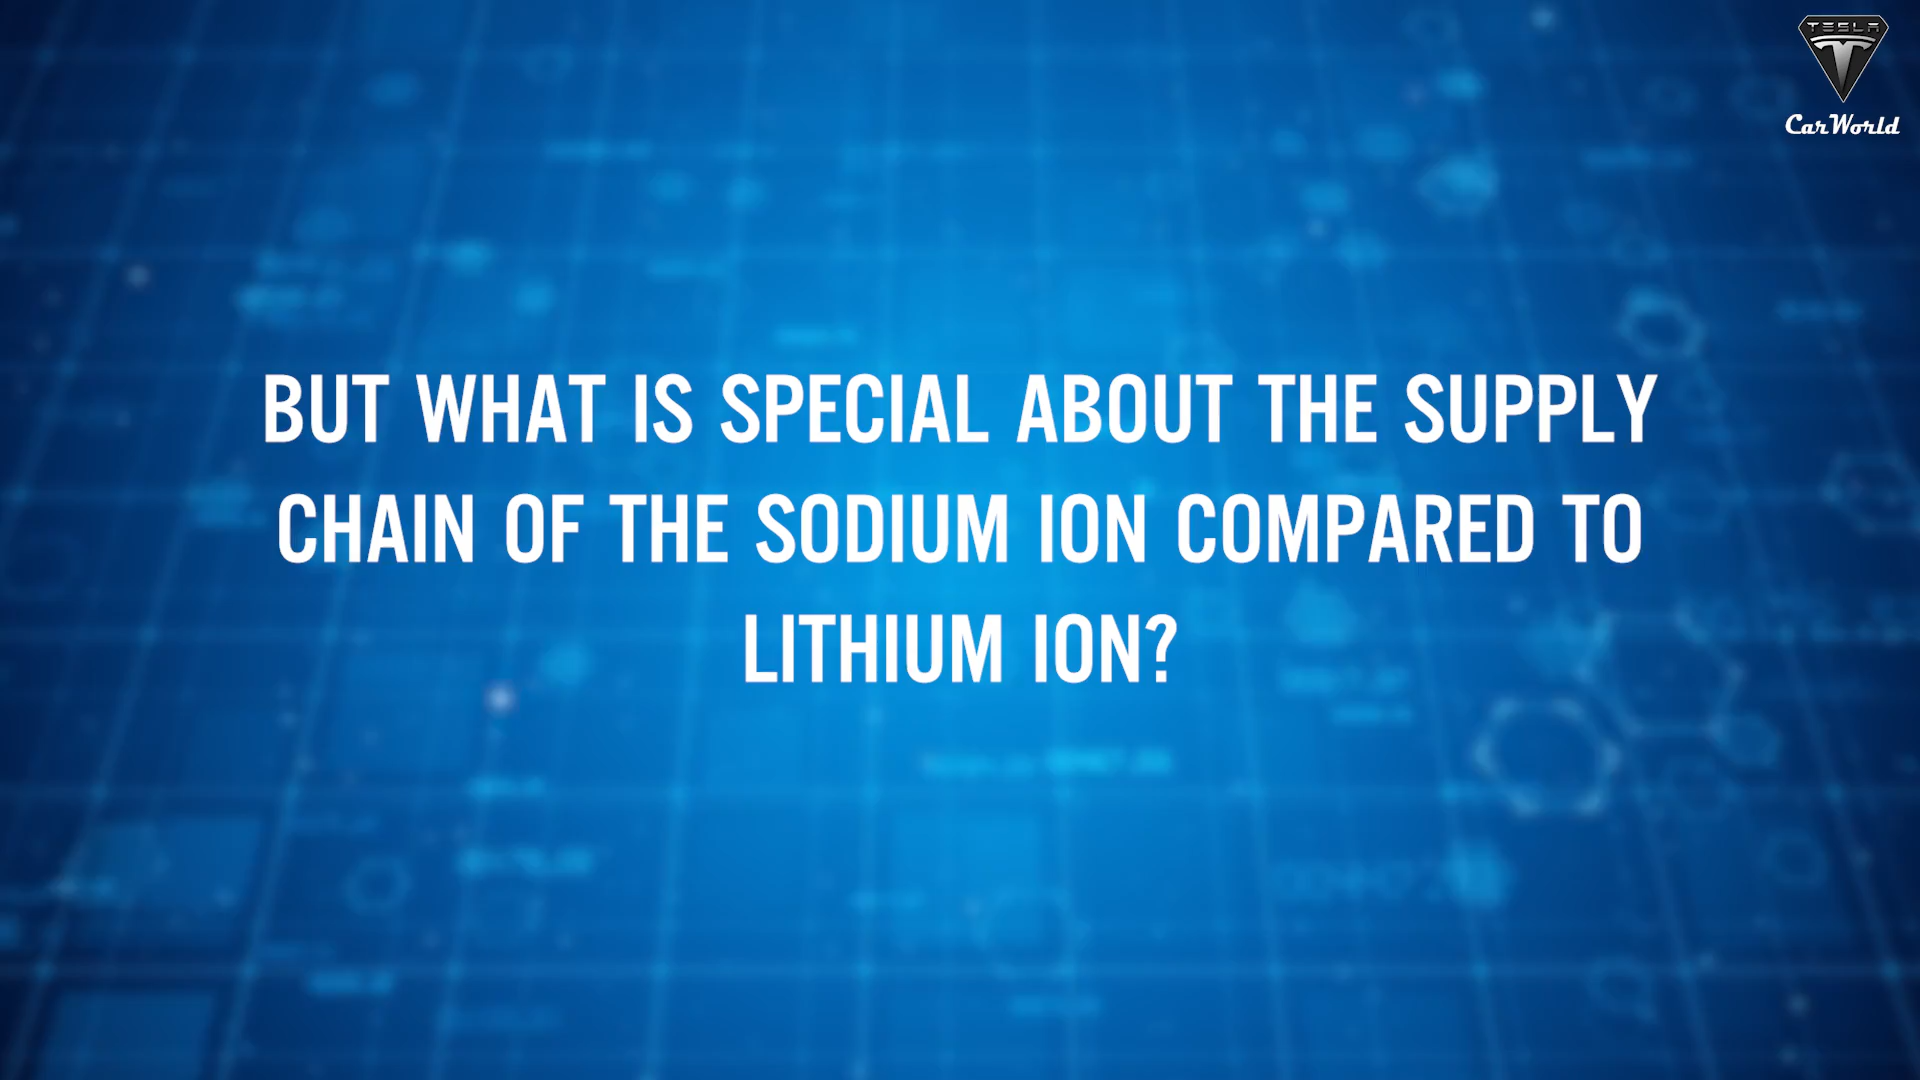 TESLA
CarWorld
BUT WHAT IS SPECIAL ABOUT THE SUPPLY
CHAIN OF THE SODIUM ION COMPARED TO
LITHIUM ION?